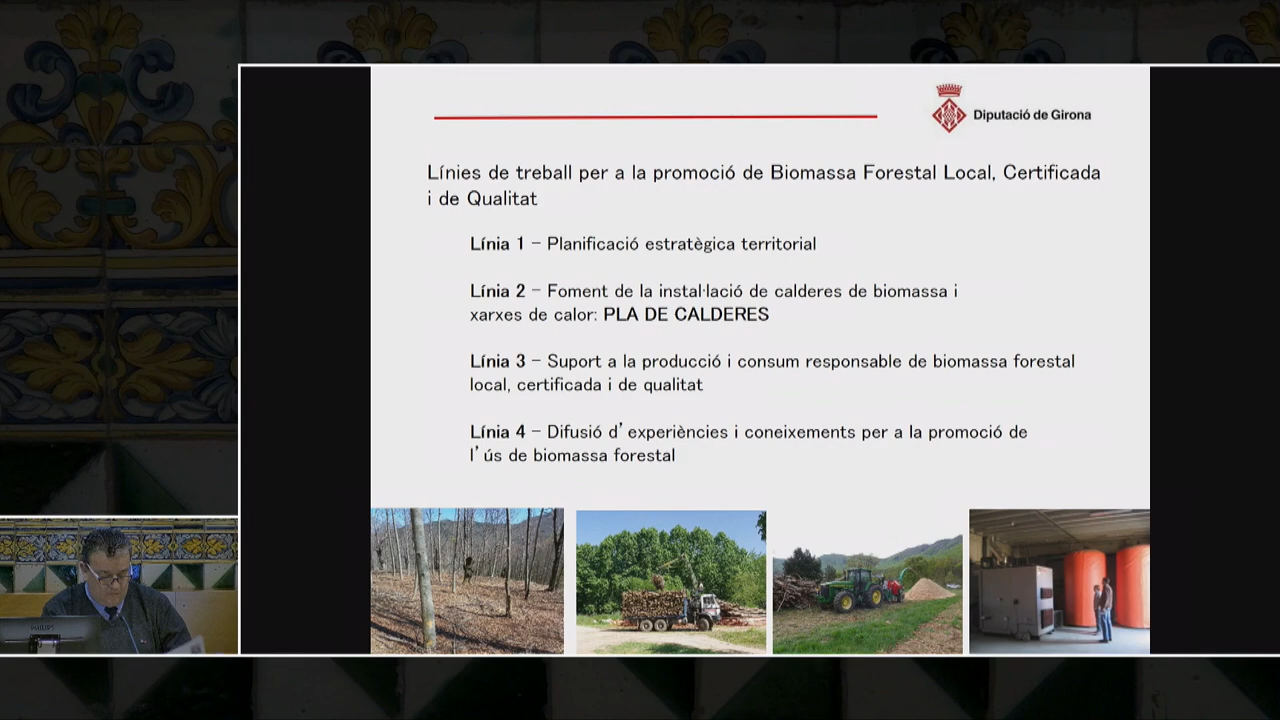 Diputació de Girona
Línies de treball per a la promoció de Biomassa Forestal Local, Certificada
i de Qualitat
Línia 1 – Planificació estratègica territorial
Línia 2 – Foment de la instal·lació de calderes de biomassa i
xarxes de calor: PLA DE CALDERES
Línia 3 – Suport a la producció i consum responsable de biomassa forestal
local, certificada i de qualitat
Línia 4 – Difusió d’experiències i coneixements per a la promoció de
l’ús de biomassa forestal
PHILIPS